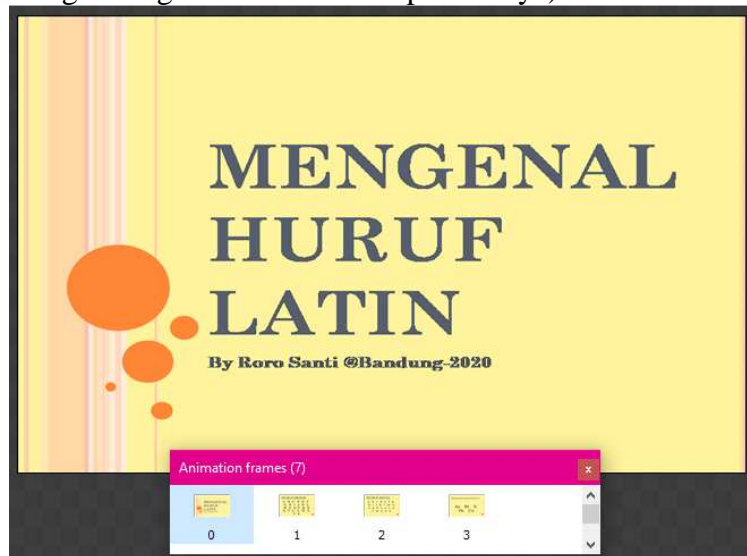 MENGENAL
HURUF
LATIN
By Roro Santi @Bandung-2020
Animation frames (7)
x
0 1 2 3